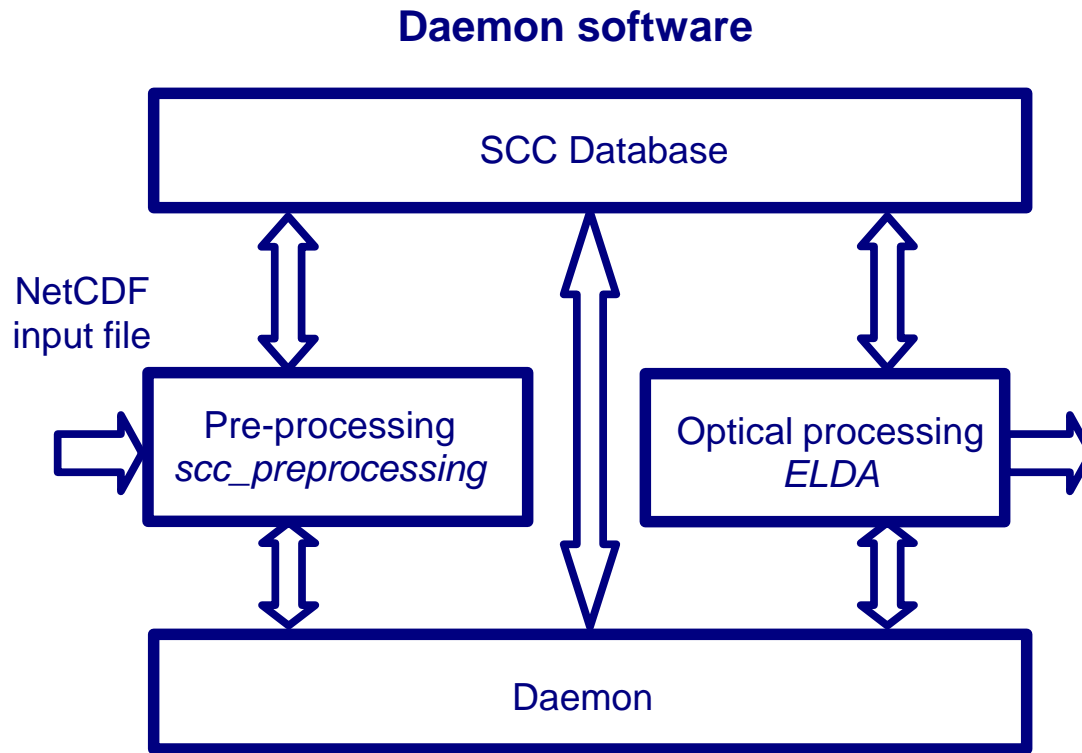 Daemon software
SCC Database
NetCDF
input file
Pre-processing
scc_preprocessing
Optical processing
ELDA
Daemon